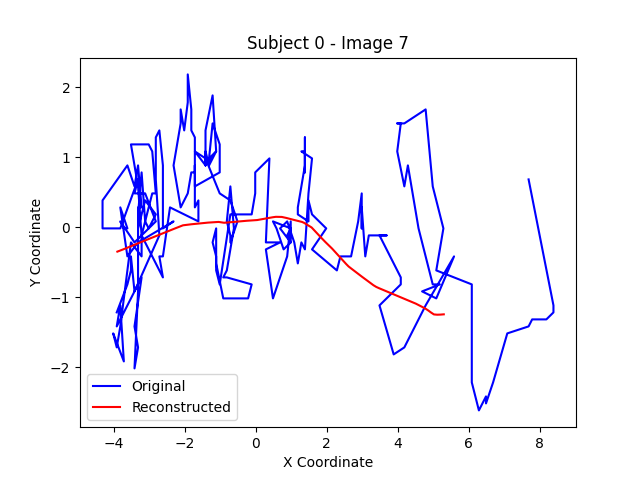 Subject 0 - Image 7
2
1
0
−1
−2
Y Coordinate
−4
−2
0
2
4
6
8
X Coordinate
Original
Reconstructed